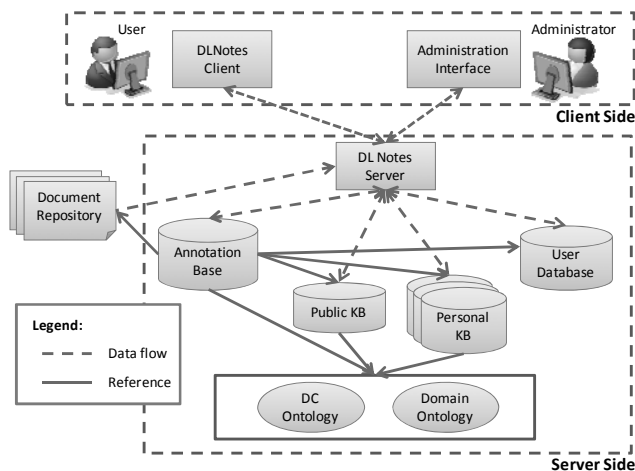 User
DLNotes
Client
Administration
Interface
Administrator
Client Side
DL Notes
Server
Document
Repository
Annotation
Base
User
Database
Public KB
Personal
KB
Legend:
Data flow
Reference
DC
Ontology
Domain
Ontology
Server Side